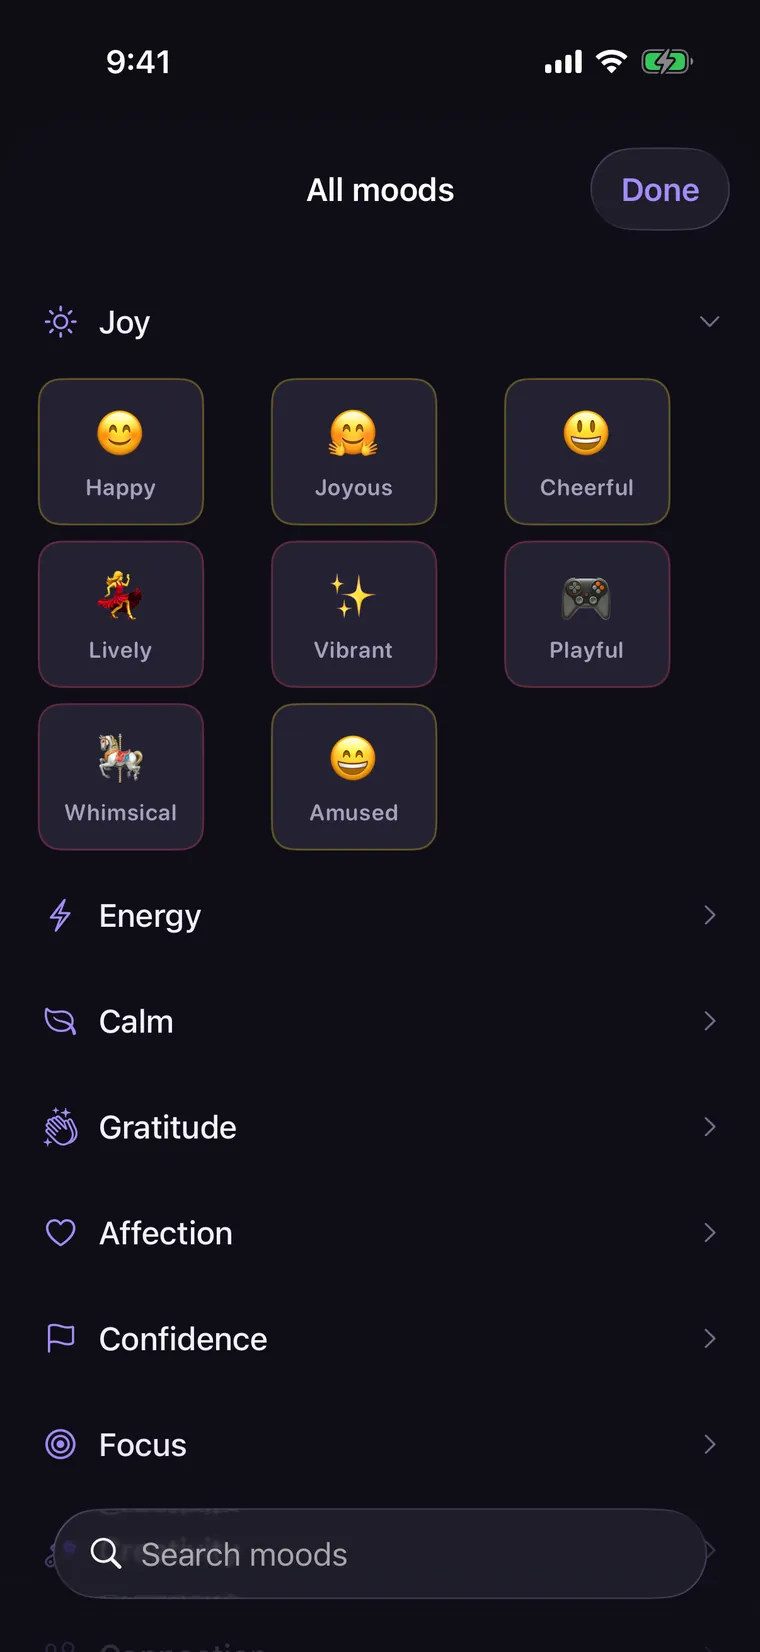 9:41
All moods
Done
Joy
Happy
Joyous
Cheerful
Lively
Vibrant
Playful
Whimsical
Amused
Energy
Calm
Gratitude
Affection
Confidence
Focus
Search moods